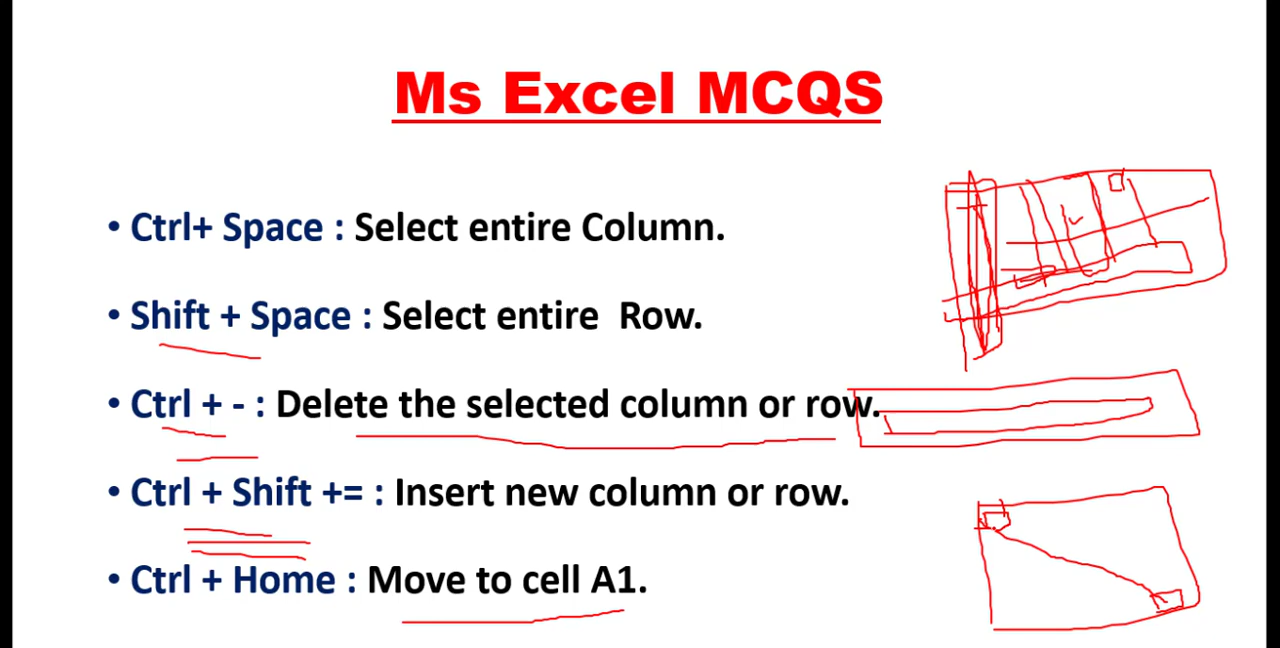 Ms Excel MCQS
• Ctrl+ Space : Select entire Column.
• Shift + Space : Select entire  Row.
• Ctrl + - : Delete the selected column or row.
• Ctrl + Shift += : Insert new column or row.
• Ctrl + Home : Move to cell A1.